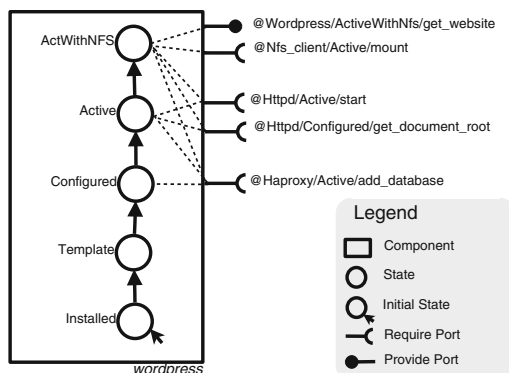 @Wordpress/ActiveWithNfs/get_website
ActWithNFS
@Nfs_client/Active/mount
@Httpd/Active/start
Active
@Httpd/Configured/get_document_root
Configured
@Haproxy/Active/add_database
Template
Installed
wordpress
Legend
Component
State
Initial State
Require Port
Provide Port